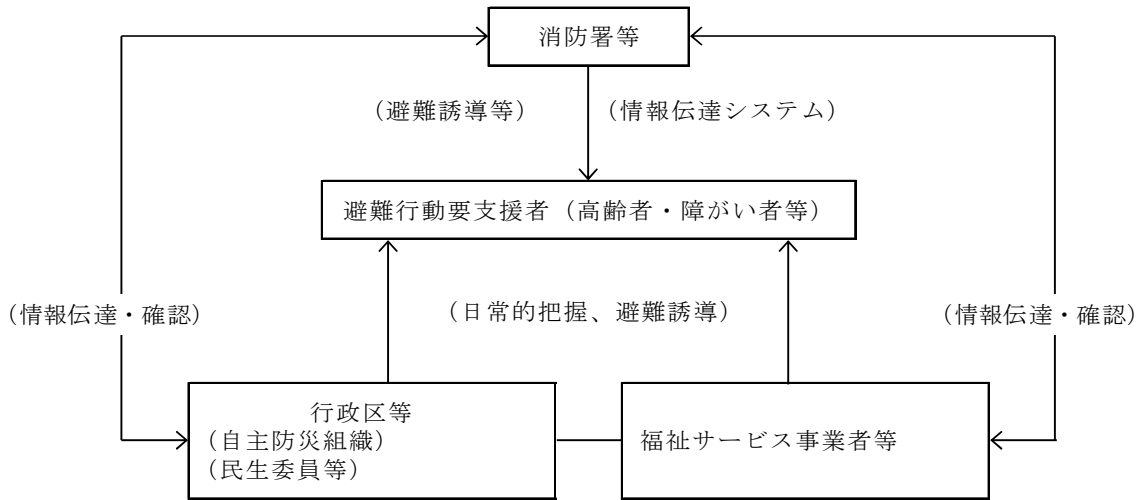 消防署等
（避難誘導等）
（情報伝達システム）
避難行動要支援者（高齢者・障がい者等）
（情報伝達・確認）
（日常的把握、避難誘導）
（情報伝達・確認）
行政区等
（自主防災組織）
（民生委員等）
福祉サービス事業者等